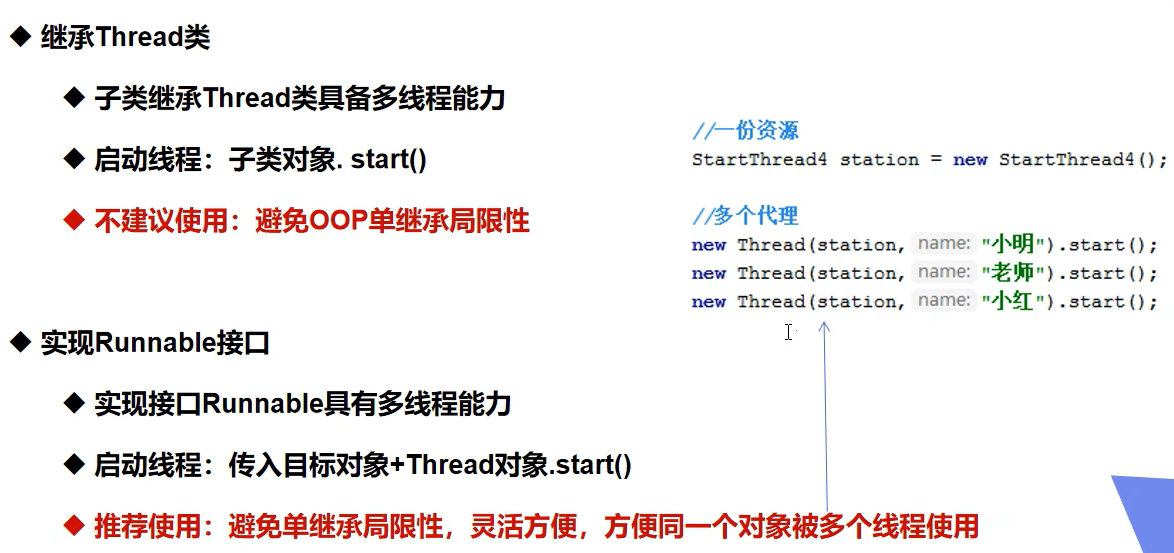 ◆ 继承Thread类
◆ 子类继承Thread类具备多线程能力
◆ 启动线程：子类对象. start()
◆ 不建议使用：避免OOP单继承局限性
//一份资源
StartThread4 station = new StartThread4();
//多个代理
new Thread(station, name: "小明").start();
new Thread(station, name: "老师").start();
new Thread(station, name: "小红").start();
◆ 实现Runnable接口
◆ 实现接口Runnable具有多线程能力
◆ 启动线程：传入目标对象+Thread对象.start()
◆ 推荐使用：避免单继承局限性，灵活方便，方便同一个对象被多个线程使用